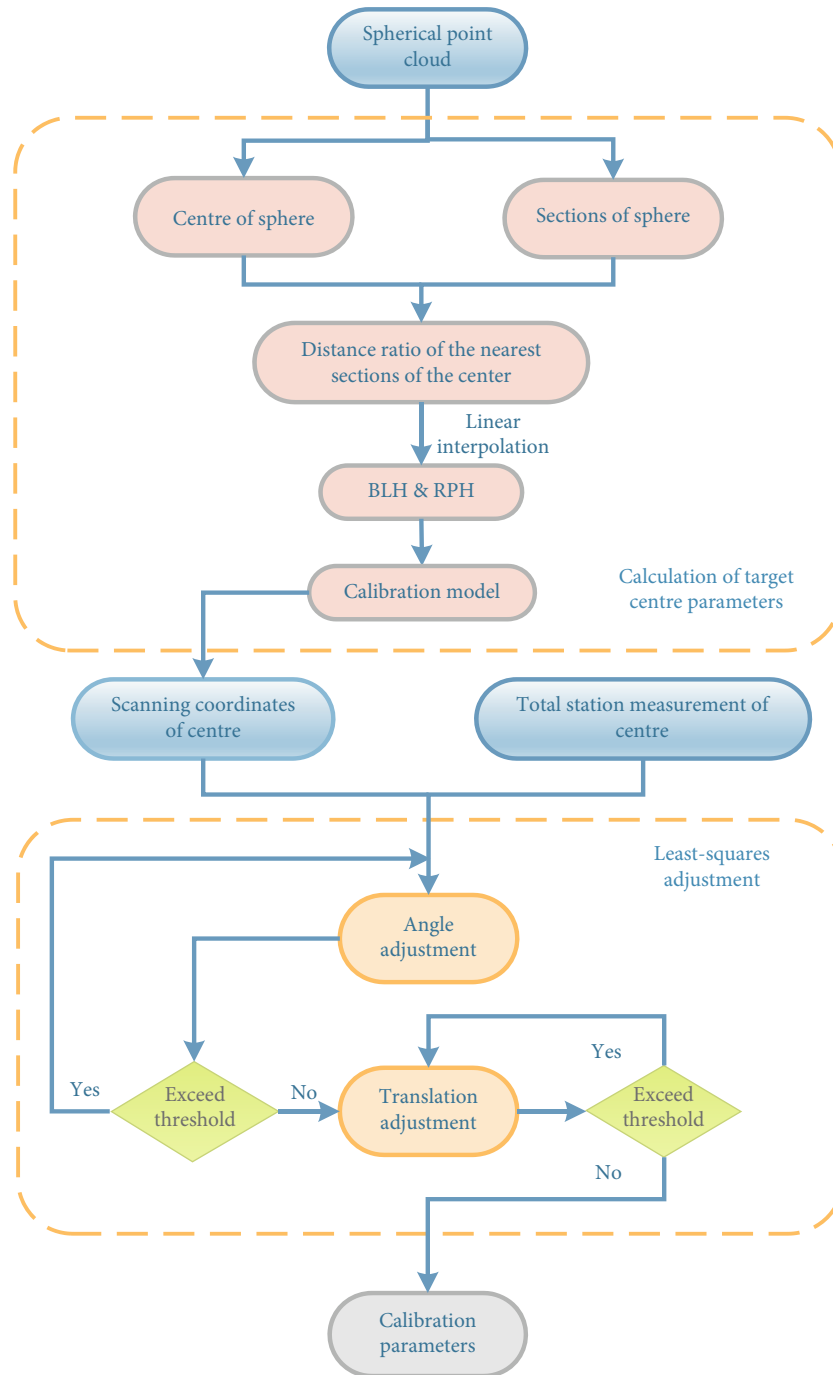 Spherical point
cloud
Centre of sphere
Sections of sphere
Distance ratio of the nearest
sections of the center
Linear
interpolation
BLH & RPH
Calibration model
Calculation of target
centre parameters
Scanning coordinates
of centre
Total station measurement of
centre
Least-squares
adjustment
Angle
adjustment
Yes
Exceed
threshold
No
Translation
adjustment
Yes
Exceed
threshold
No
Calibration
parameters